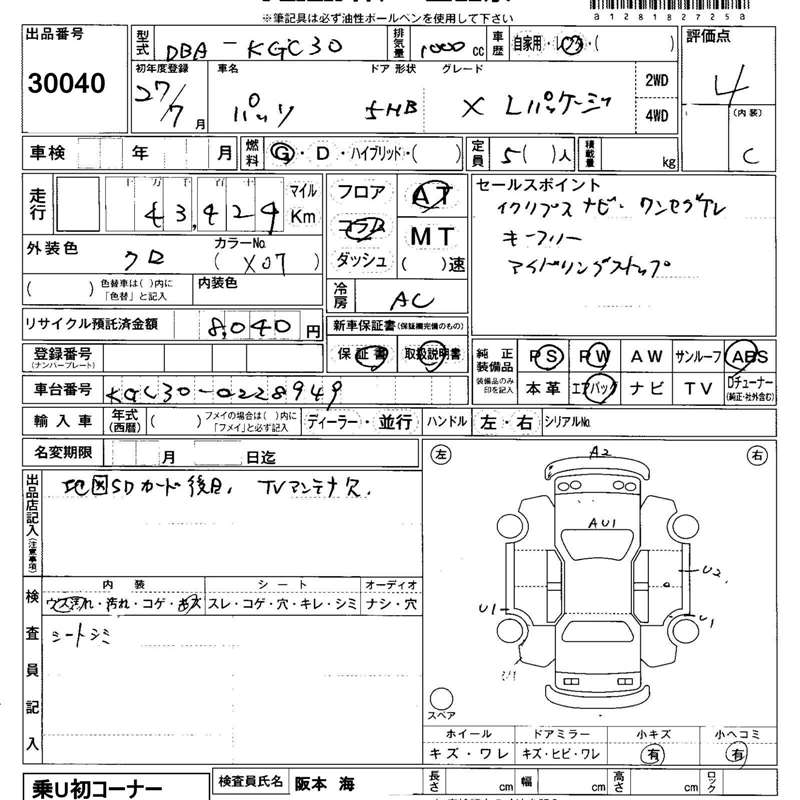 ※筆記具は必ず油性ボールペンを使用して下さい
a1281827250
出品番号
30040
型式 DBA-KGC30 排気量 1000 cc 車歴 自家用・レンタ・( )
評価点
4
(内装)
C
初年度登録 車名 ドア 形状 グレード
27/7月 パッソ 5HB X Lパッケージ
2WD
4WD
車検 年 月 燃料 G・D・ハイブリッド・( ) 定員 5( )人 積載量 kg
走行 十 万 千 百 十 一
43,429
マイル
Km
フロア
コラム
ダッシュ
AT
MT
( )速
セールスポイント
イクリプスナビ・ワンセグTV
キーフリー
アイドリングストップ
外装色 クロ カラーNo. (X07)
( ) 色替車は( )内に「色替」と記入 内装色
冷房 AC
リサイクル預託済金額 8,040 円
新車保証書(保証欄完備のもの)
保証書 取扱説明書
純正装備品
装備品のみ印を記入
PS PW AW サンルーフ ABS
本革 エアバック ナビ TV Dチューナー(純正・社外含む)
登録番号
(ナンバープレート)
車台番号 KGC30-0228949
輸入車 年式(西暦) ( ) フメイの場合は( )内に「フメイ」と必ず記入 ディーラー・並行 ハンドル 左・右 シリアルNo.
名変期限 月 日迄
出品店記入(注意事項)
地図SDカード後日、TVアンテナ欠.
左 右
A2
AU1
U2
U1
U1
スペア
検査員記入
内装 シート オーディオ
ウス汚れ・汚れ・コゲ・キズ スレ・コゲ・穴・キレ・シミ ナシ・穴
シートシミ
ホイール ドアミラー 小キズ 小ヘコミ
キズ・ワレ キズ・ヒビ・ワレ 有 有
乗U初コーナー
検査員氏名 阪本 海
長さ cm 幅 cm 高さ cm ロック